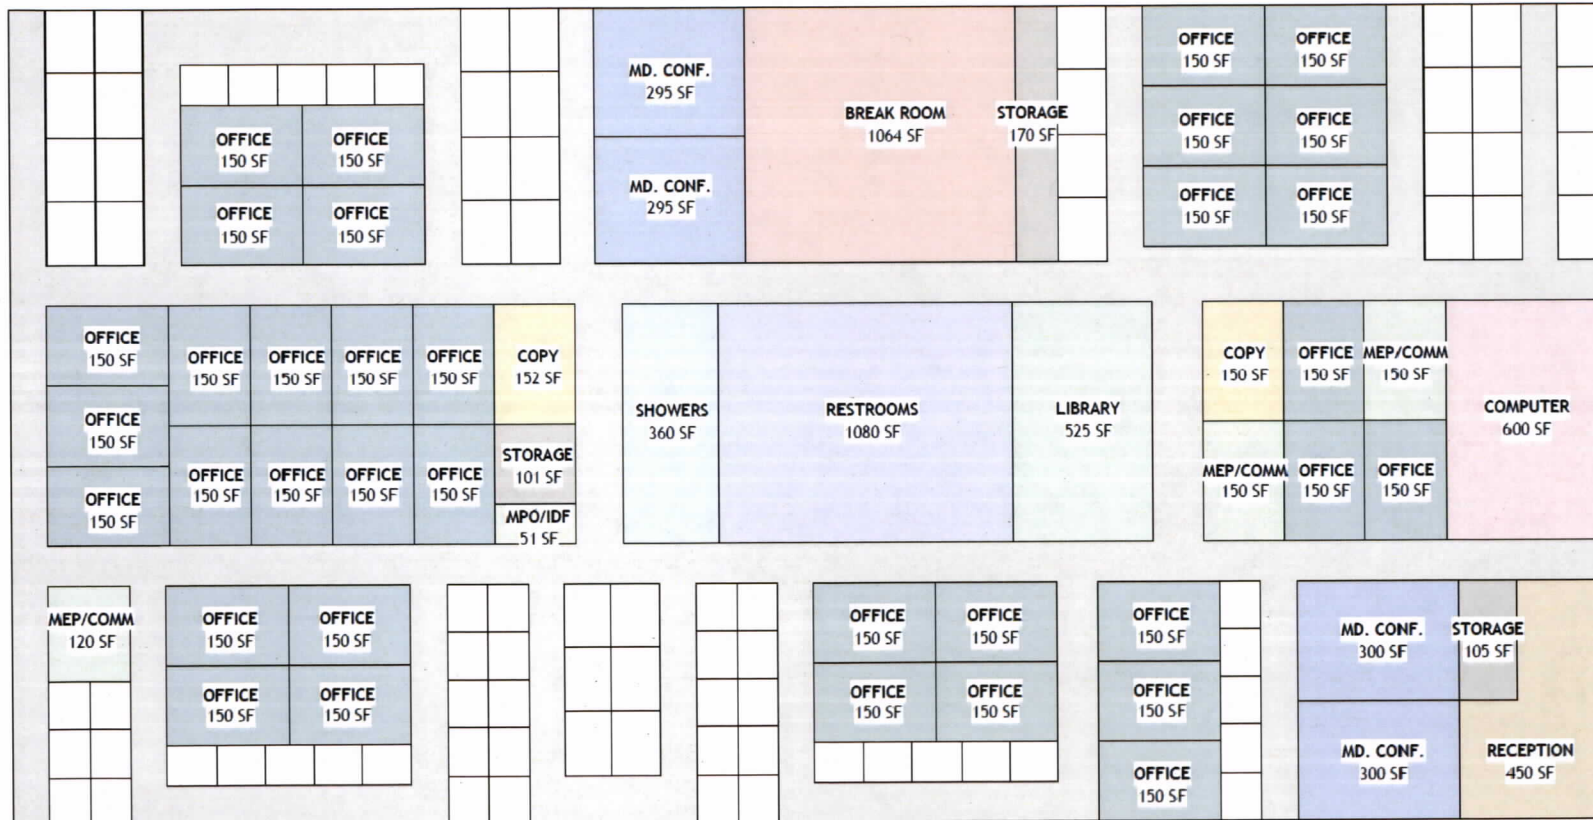 OFFICE
150 SF
OFFICE
150 SF
OFFICE
150 SF
OFFICE
150 SF
MD. CONF.
295 SF
MD. CONF.
295 SF
BREAK ROOM
1064 SF
STORAGE
170 SF
OFFICE
150 SF
OFFICE
150 SF
OFFICE
150 SF
OFFICE
150 SF
OFFICE
150 SF
OFFICE
150 SF
OFFICE
150 SF
OFFICE
150 SF
OFFICE
150 SF
OFFICE
150 SF
OFFICE
150 SF
OFFICE
150 SF
OFFICE
150 SF
OFFICE
150 SF
OFFICE
150 SF
OFFICE
150 SF
OFFICE
150 SF
COPY
152 SF
STORAGE
101 SF
MPO/IDF
51 SF
SHOWERS
360 SF
RESTROOMS
1080 SF
LIBRARY
525 SF
COPY
150 SF
OFFICE
150 SF
MEP/COMM
150 SF
MEP/COMM
150 SF
OFFICE
150 SF
OFFICE
150 SF
COMPUTER
600 SF
MEP/COMM
120 SF
OFFICE
150 SF
OFFICE
150 SF
OFFICE
150 SF
OFFICE
150 SF
OFFICE
150 SF
OFFICE
150 SF
OFFICE
150 SF
OFFICE
150 SF
OFFICE
150 SF
OFFICE
150 SF
OFFICE
150 SF
MD. CONF.
300 SF
STORAGE
105 SF
MD. CONF.
300 SF
RECEPTION
450 SF